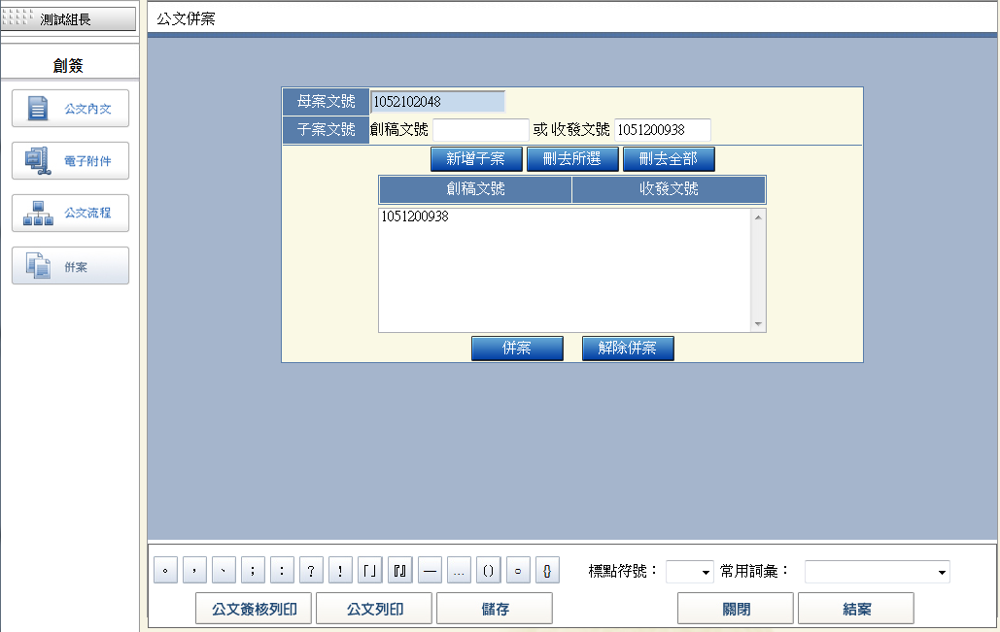 測試組長
創簽
公文內文
電子附件
公文流程
併案
公文併案
母案文號 1052102048
子案文號 創稿文號 或 收發文號 1051200938
新增子案 刪去所選 刪去全部
創稿文號 收發文號
1051200938
併案 解除併案
。 ， 、 ； ： ？ ！ 「」 『』 — … () ○ {} 標點符號： 常用詞彙：
公文簽核列印 公文列印 儲存 關閉 結案